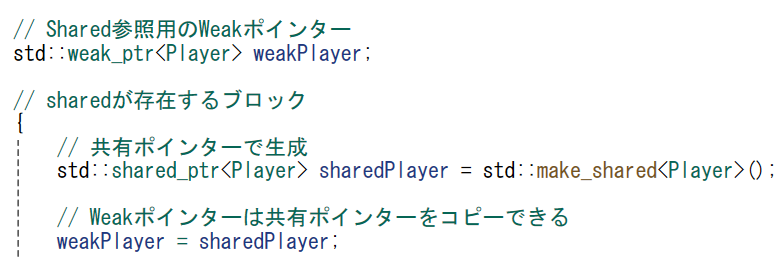 // Shared参照用のWeakポインター
std::weak_ptr<Player> weakPlayer;
// sharedが存在するブロック
{
// 共有ポインターで生成
std::shared_ptr<Player> sharedPlayer = std::make_shared<Player>();
// Weakポインターは共有ポインターをコピーできる
weakPlayer = sharedPlayer;